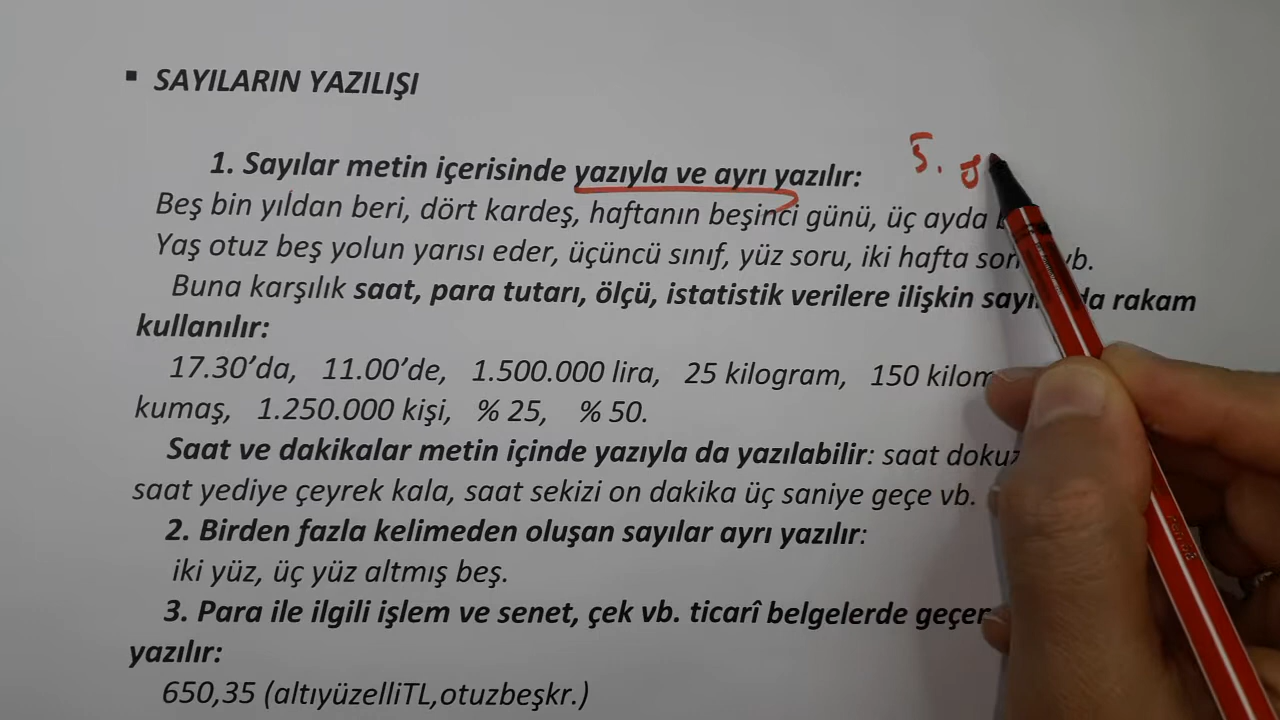 ▪ SAYILARIN YAZILIŞI
5.
1. Sayılar metin içerisinde yazıyla ve ayrı yazılır:
Beş bin yıldan beri, dört kardeş, haftanın beşinci günü, üç ayda
Yaş otuz beş yolun yarısı eder, üçüncü sınıf, yüz soru, iki hafta vb.
Buna karşılık saat, para tutarı, ölçü, istatistik verilere ilişkin rakam
kullanılır:
17.30’da, 11.00’de, 1.500.000 lira, 25 kilogram, 150
kumaş, 1.250.000 kişi, % 25, % 50.
Saat ve dakikalar metin içinde yazıyla da yazılabilir: saat
saat yediye çeyrek kala, saat sekizi on dakika üç saniye geçe vb.
2. Birden fazla kelimeden oluşan sayılar ayrı yazılır:
iki yüz, üç yüz altmış beş.
3. Para ile ilgili işlem ve senet, çek vb. ticarî belgelerde
yazılır:
650,35 (altıyüzelliTL,otuzbeşkr.)